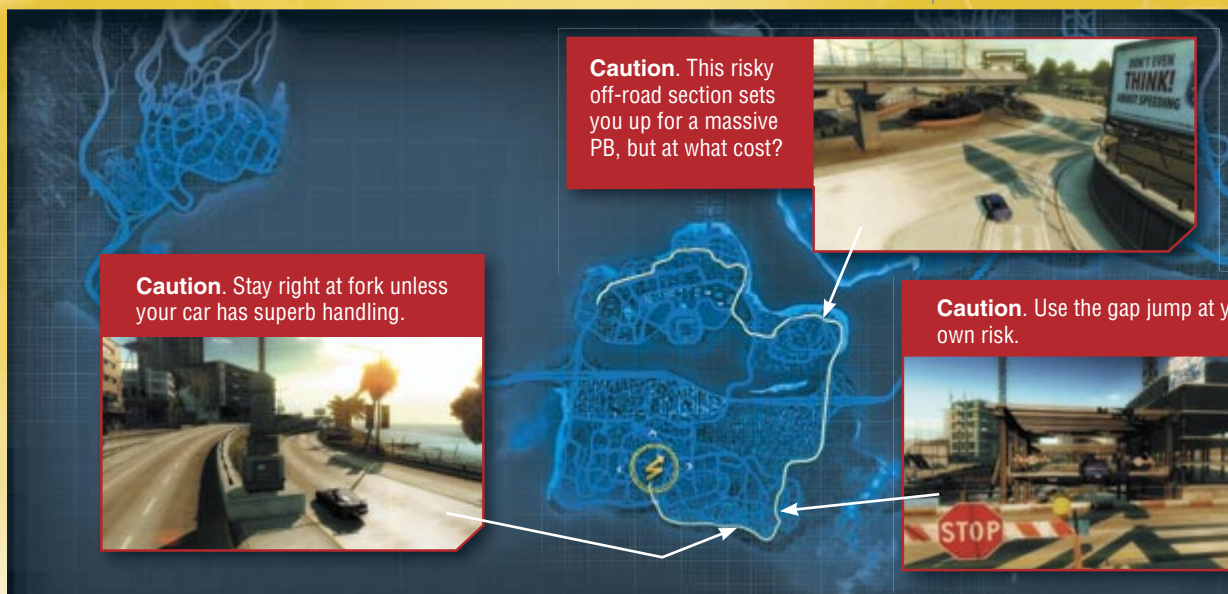 Caution. This risky
off-road section sets
you up for a massive
PB, but at what cost?
DON'T EVEN
THINK!
ABOUT SPEEDING
Caution. Stay right at fork unless
your car has superb handling.
Caution. Use the gap jump at y
own risk.
STOP